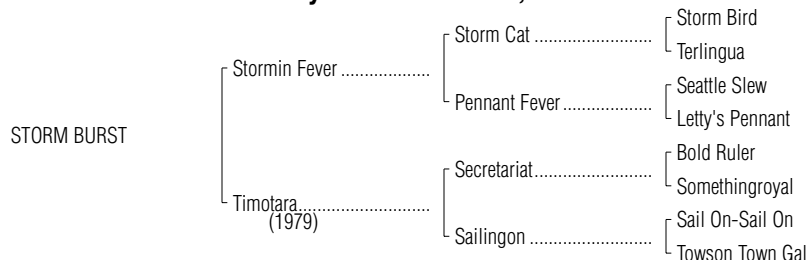 Storm Bird
Storm Cat ......................
Terlingua
Stormin Fever ...................
Seattle Slew
Pennant Fever .................
Letty's Pennant
STORM BURST
Bold Ruler
Secretariat......................
Somethingroyal
Timotara............................
(1979)
Sail On-Sail On
Sailingon .......................
Towson Town Gal